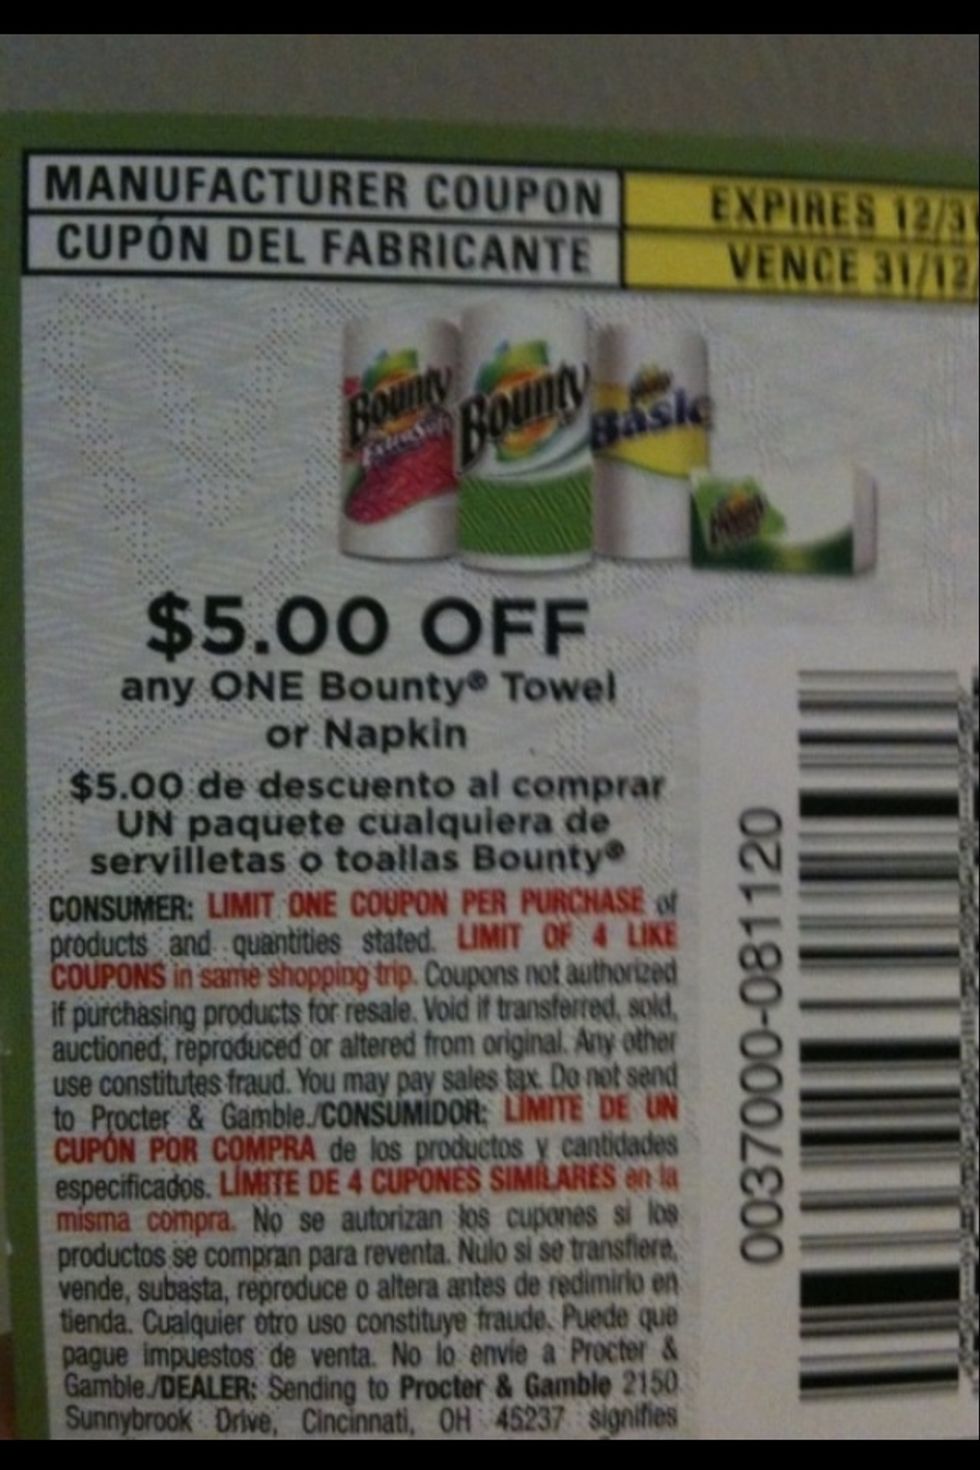 MANUFACTURER COUPON
CUPÓN DEL FABRICANTE
EXPIRES 12/3
VENCE 31/12
Bounty
ExtraSoft
Bounty
Basic
Bounty
$5.00 OFF
any ONE Bounty® Towel
or Napkin
$5.00 de descuento al comprar
UN paquete cualquiera de
servilletas o toallas Bounty®
CONSUMER: LIMIT ONE COUPON PER PURCHASE of
products and quantities stated. LIMIT OF 4 LIKE
COUPONS in same shopping trip. Coupons not authorized
if purchasing products for resale. Void if transferred, sold,
auctioned, reproduced or altered from original. Any other
use constitutes fraud. You may pay sales tax. Do not send
to Procter & Gamble./CONSUMIDOR: LÍMITE DE UN
CUPÓN POR COMPRA de los productos y cantidades
especificados. LÍMITE DE 4 CUPONES SIMILARES en la
misma compra. No se autorizan los cupones si los
productos se compran para reventa. Nulo si se transfiere,
vende, subasta, reproduce o altera antes de redimirlo en
tienda. Cualquier otro uso constituye fraude. Puede que
pague impuestos de venta. No lo envíe a Procter &
Gamble./DEALER: Sending to Procter & Gamble 2150
Sunnybrook Drive, Cincinnati, OH 45237 signifies
0037000-081120